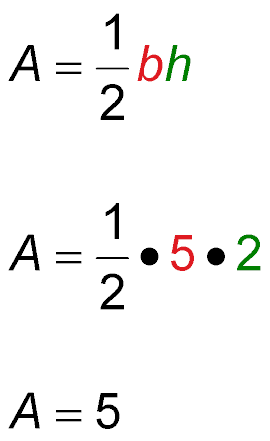 A = 1/2 bh
A = 1/2 • 5 • 2
A = 5